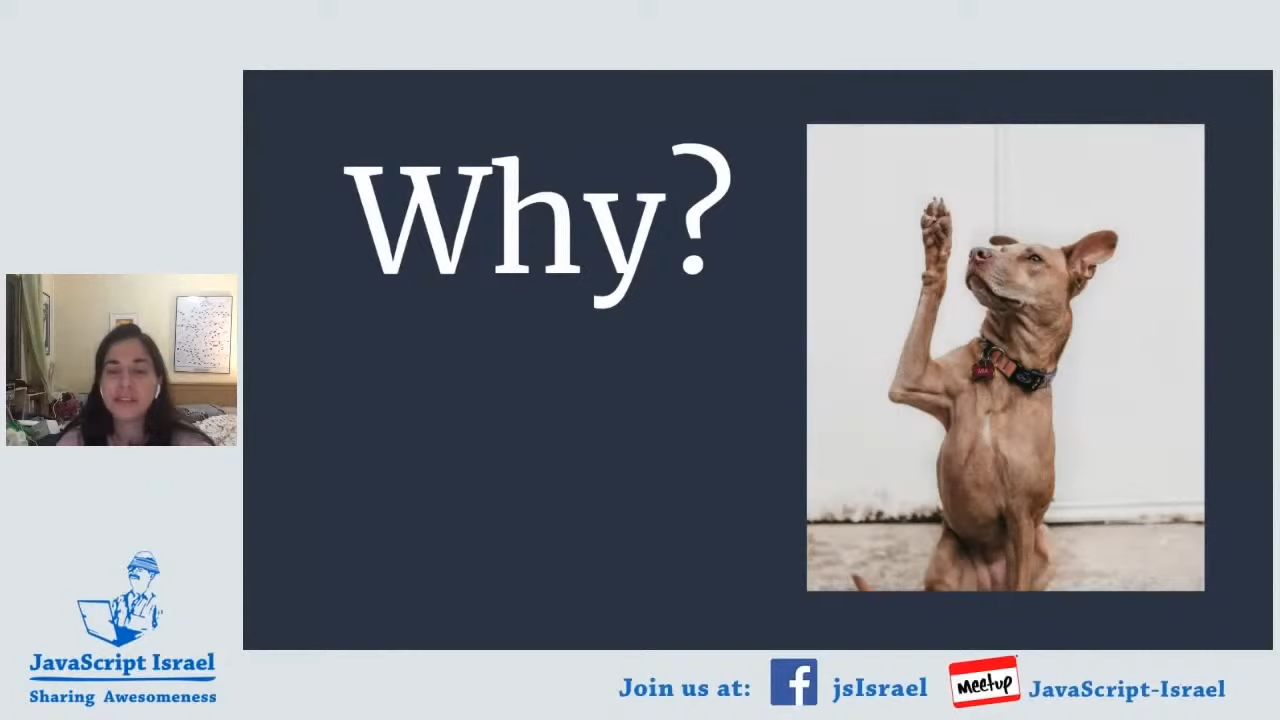 Why?
JavaScript Israel
Sharing Awesomeness
Join us at:
jsIsrael
Meetup
JavaScript-Israel